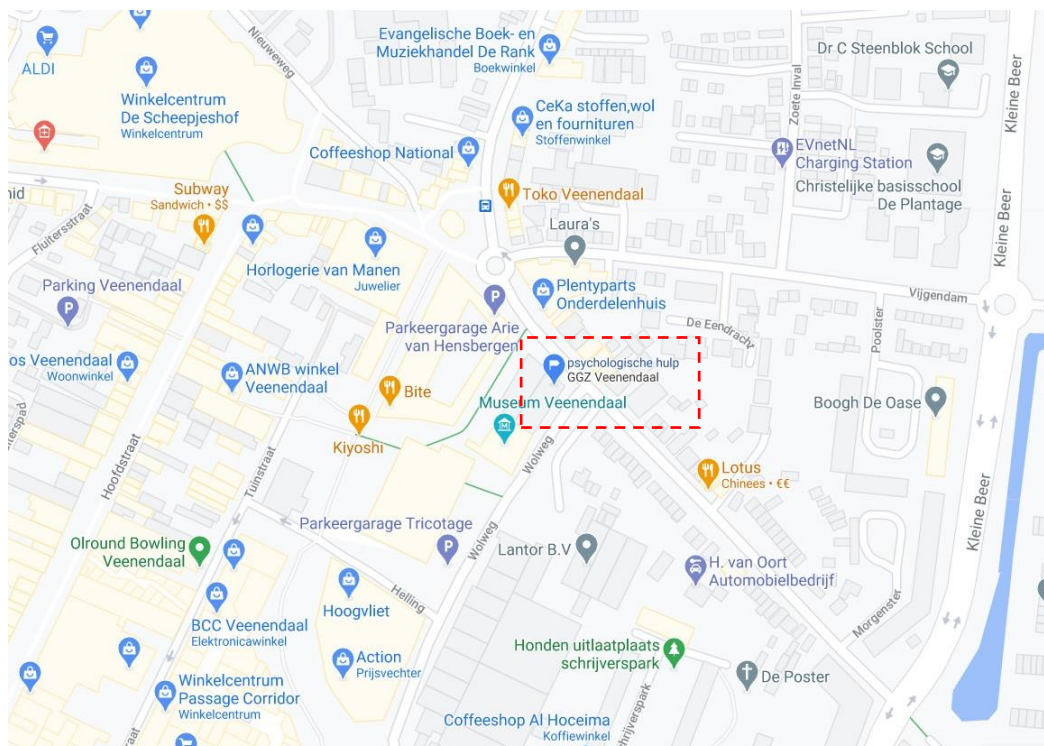 ALDI
Winkelcentrum
De Scheepjeshof
Winkelcentrum
Nieuweweg
Evangelische Boek- en
Muziekhandel De Rank
Boekwinkel
CeKa stoffen,wol
en fournituren
Stoffenwinkel
Coffeeshop National
Toko Veenendaal
Laura's
Dr C Steenblok School
Zoete Inval
EVnetNL
Charging Station
Christelijke basisschool
De Plantage
Kleine Beer
Kleine Beer
Subway
Sandwich • $$
Fluitersstraat
Horlogerie van Manen
Juwelier
Parking Veenendaal
Parkeergarage Arie
van Hensbergen
Plentyparts
Onderdelenhuis
Vijgendam
De Eendracht
Poolster
psychologische hulp
GGZ Veenendaal
os Veenendaal
Woonwinkel
ANWB winkel
Veenendaal
Bite
Museum Veenendaal
Kiyoshi
Boogh De Oase
Hoofdstraat
Tuinstraat
Wolweg
Lotus
Chinees • €€
Kleine Beer
Parkeergarage Tricotage
Wolweg
Lantor B.V
H. van Oort
Automobielbedrijf
Olround Bowling
Veenendaal
Helling
Hoogvliet
BCC Veenendaal
Elektronicawinkel
Morgenster
Honden uitlaatplaats
schrijverspark
Action
Prijsvechter
De Poster
Winkelcentrum
Passage Corridor
Winkelcentrum
Coffeeshop Al Hoceima
Koffiewinkel